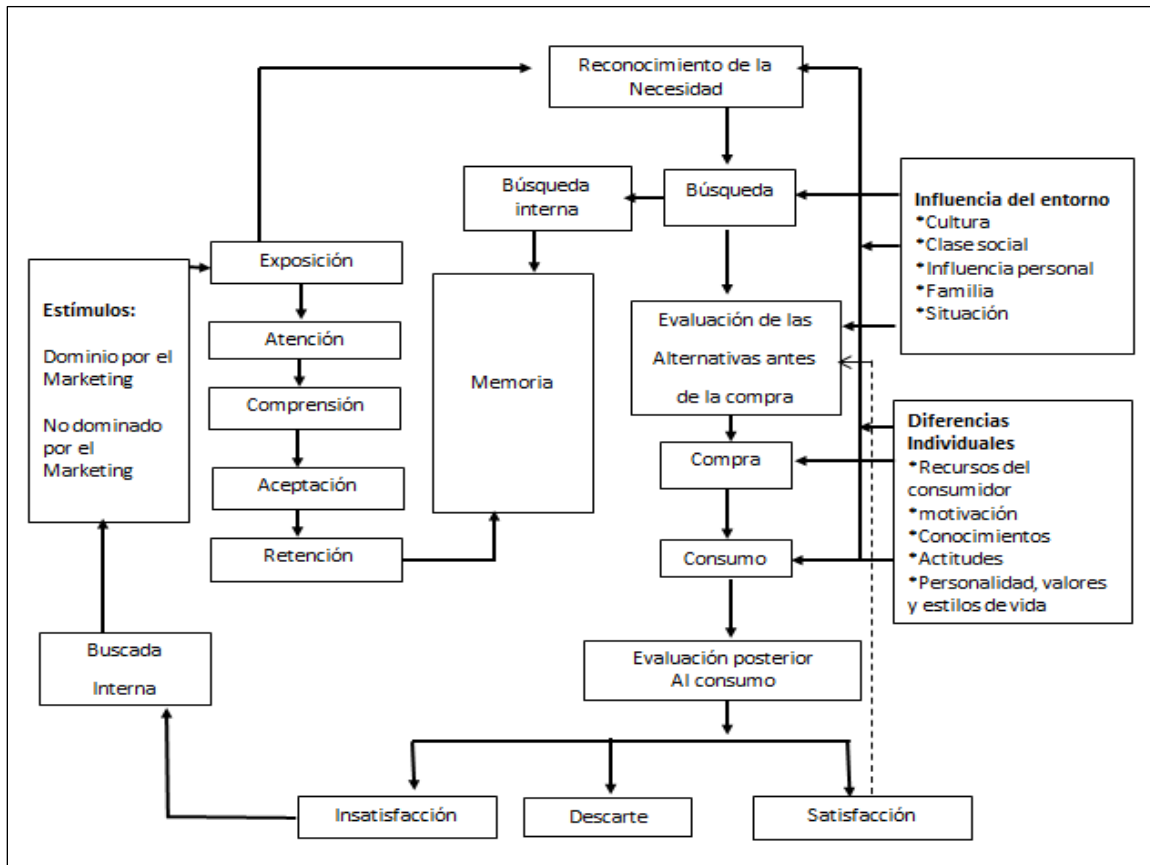 Reconocimiento de la
Necesidad
Búsqueda
interna
Búsqueda
Influencia del entorno
*Cultura
*Clase social
*Influencia personal
*Familia
*Situación
Exposición
Estímulos:
Dominio por el
Marketing
No dominado
por el
Marketing
Atención
Comprensión
Aceptación
Retención
Memoria
Evaluación de las
Alternativas antes
de la compra
Diferencias
Individuales
*Recursos del
consumidor
*motivación
*Conocimientos
*Actitudes
*Personalidad, valores
y estilos de vida
Compra
Consumo
Buscada
Interna
Evaluación posterior
Al consumo
Insatisfacción
Descarte
Satisfacción